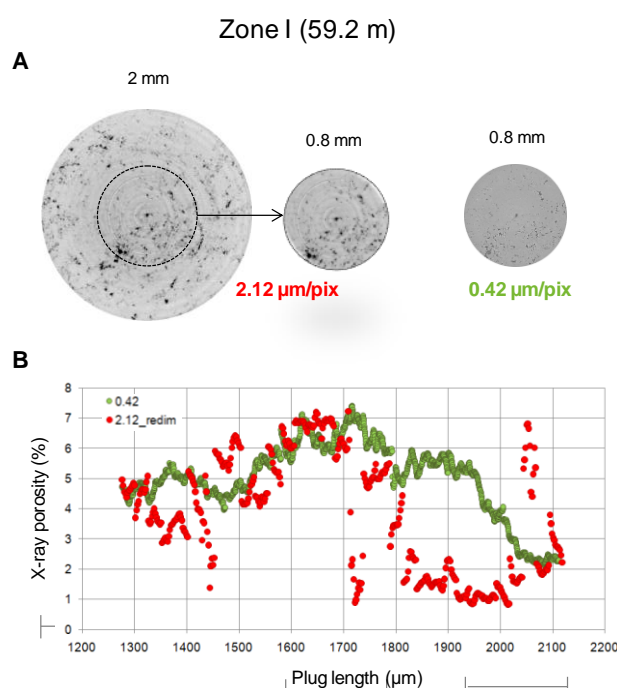 Zone I (59.2 m)
A
2 mm
0.8 mm
0.8 mm
2.12 µm/pix
0.42 µm/pix
B
8
7
6
5
4
3
2
1
0
0.42
2.12_redim
X-ray porosity (%)
1200 1300 1400 1500 1600 1700 1800 1900 2000 2100 2200
Plug length (µm)